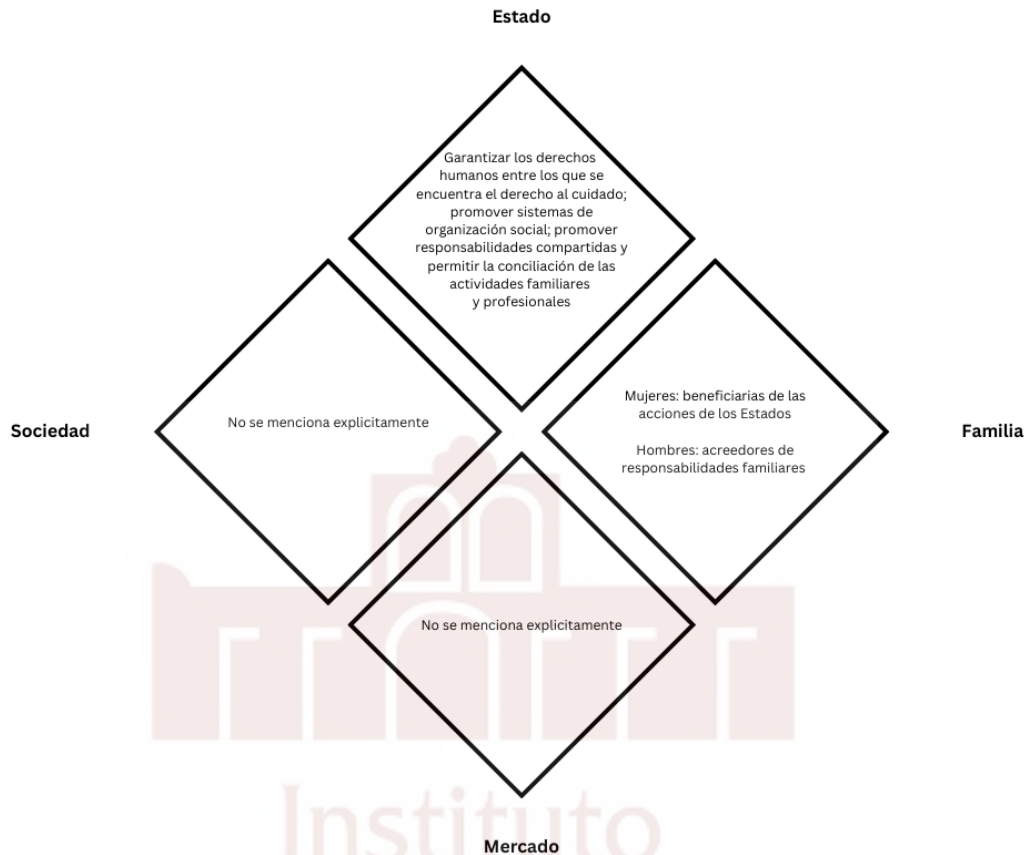 Estado
Garantizar los derechos
humanos entre los que se
encuentra el derecho al cuidado;
promover sistemas de
organización social; promover
responsabilidades compartidas y
permitir la conciliación de las
actividades familiares
y profesionales
Sociedad
No se menciona explicitamente
Mujeres: beneficiarias de las
acciones de los Estados
Hombres: acreedores de
responsabilidades familiares
Familia
No se menciona explicitamente
Instituto
Mercado